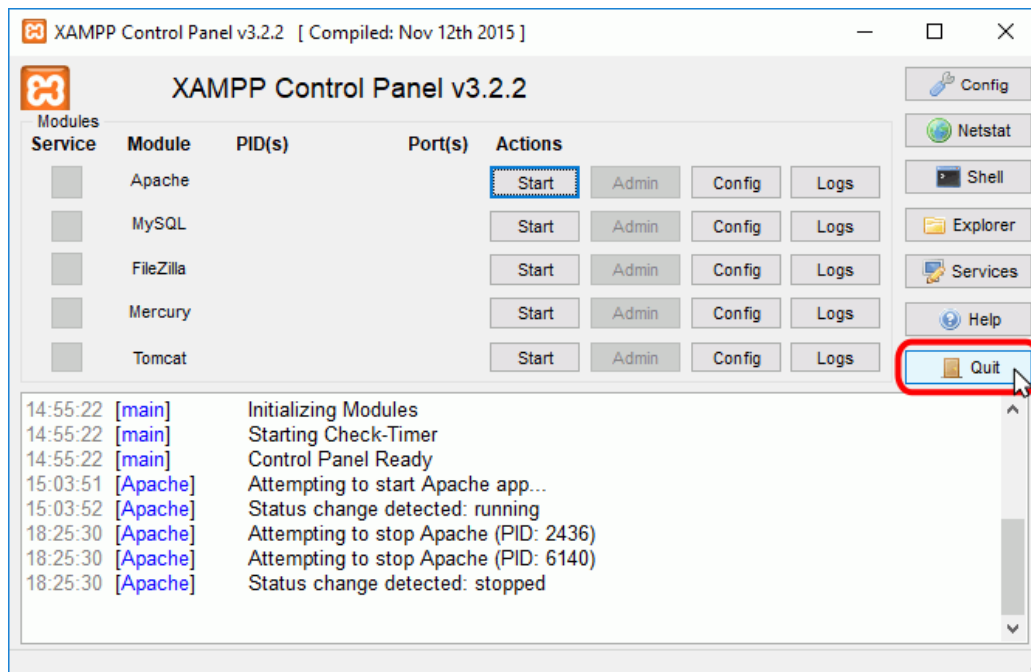 XAMPP Control Panel v3.2.2 [ Compiled: Nov 12th 2015 ]
XAMPP Control Panel v3.2.2
Config
Modules
Netstat
Service Module PID(s) Port(s) Actions
Apache Start Admin Config Logs
Shell
MySQL Start Admin Config Logs
Explorer
FileZilla Start Admin Config Logs
Services
Mercury Start Admin Config Logs
Help
Tomcat Start Admin Config Logs
Quit
14:55:22 [main] Initializing Modules
14:55:22 [main] Starting Check-Timer
14:55:22 [main] Control Panel Ready
15:03:51 [Apache] Attempting to start Apache app...
15:03:52 [Apache] Status change detected: running
18:25:30 [Apache] Attempting to stop Apache (PID: 2436)
18:25:30 [Apache] Attempting to stop Apache (PID: 6140)
18:25:30 [Apache] Status change detected: stopped